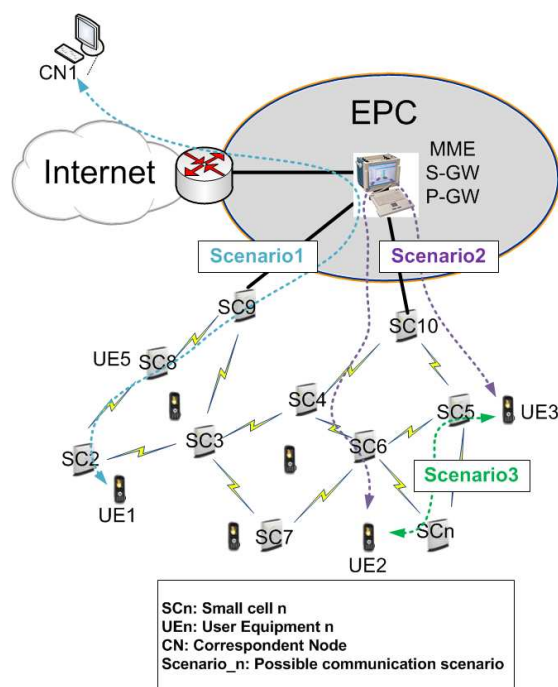 CN1
EPC
Internet
MME
S-GW
P-GW
Scenario1
Scenario2
SC9
SC10
UE5
SC8
SC4
SC5
UE3
SC3
SC6
SC2
Scenario3
UE1
SC7
SCn
UE2
SCn: Small cell n
UEn: User Equipment n
CN: Correspondent Node
Scenario_n: Possible communication scenario